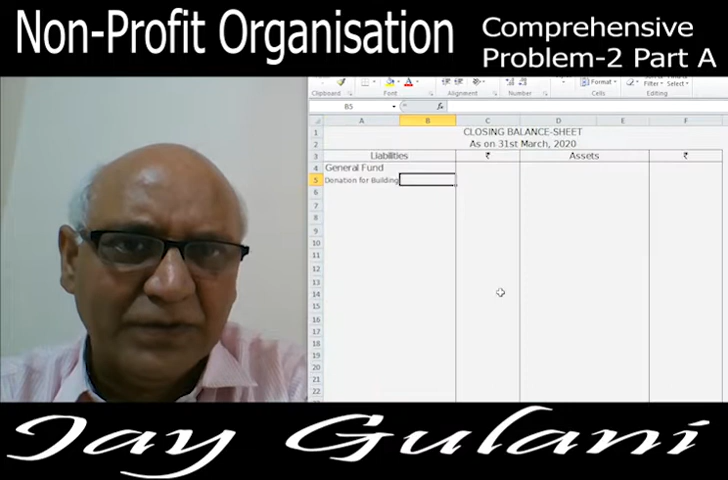 Non-Profit Organisation
Comprehensive
Problem-2 Part A
Clipboard Font Alignment Number Editing
Format
Select
B5 fx
A B C D E F
1 CLOSING BALANCE-SHEET
2 As on 31st March, 2020
3 Liabilities ₹ Assets ₹
4 General Fund
5 Donation for Building
6
7
8
9
10
11
12
13
14
15
16
17
18
19
20
21
22
Jay Gulani